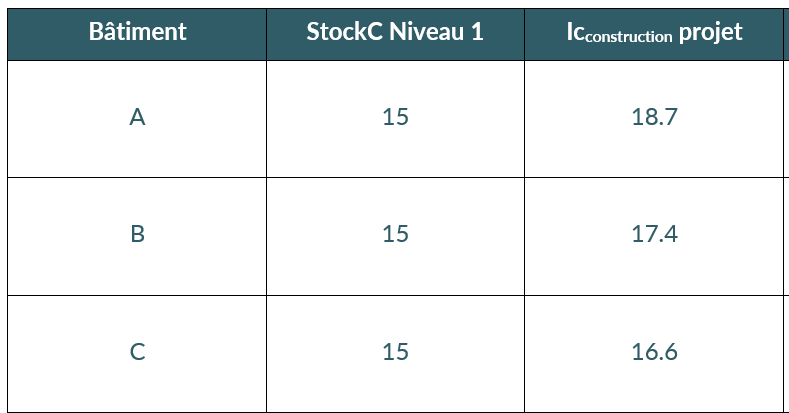 Bâtiment StockC Niveau 1 Icconstruction projet
A 15 18.7
B 15 17.4
C 15 16.6